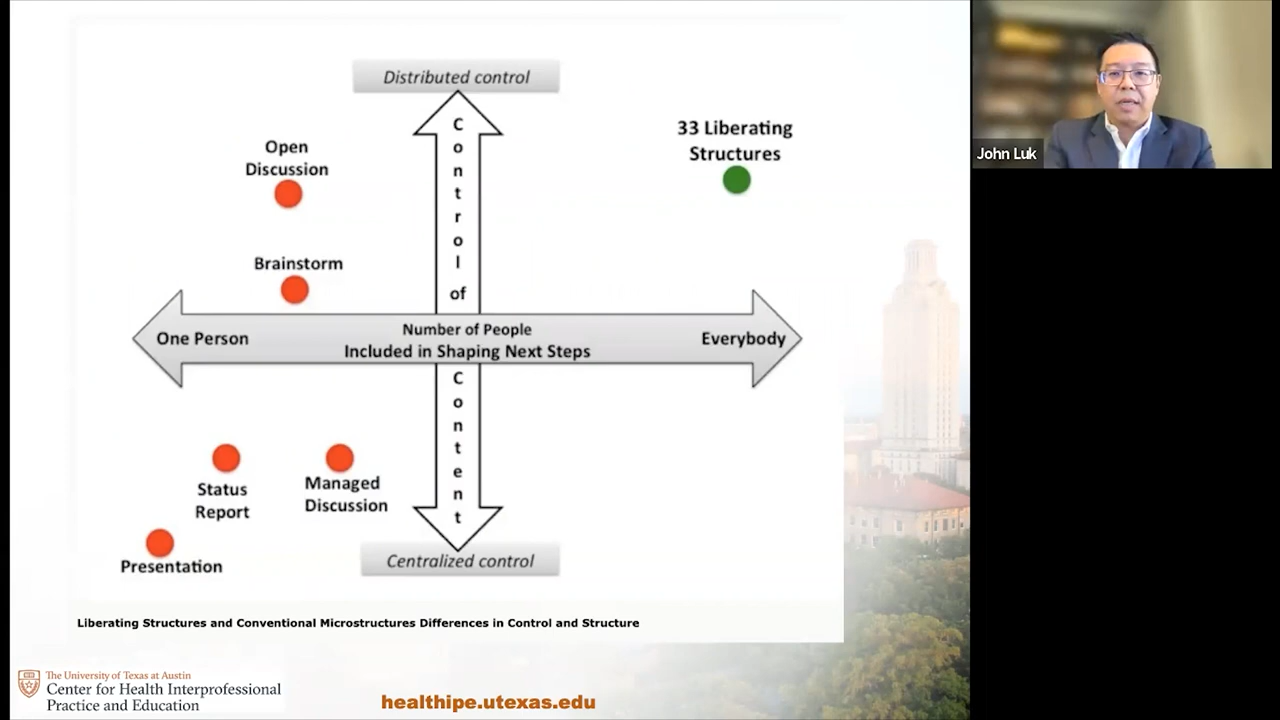 Distributed control
Control of Content
Open
Discussion
33 Liberating
Structures
Brainstorm
One Person
Number of People
Included in Shaping Next Steps
Everybody
Status
Report
Managed
Discussion
Presentation
Centralized control
Liberating Structures and Conventional Microstructures Differences in Control and Structure
The University of Texas at Austin
Center for Health Interprofessional
Practice and Education
healthipe.utexas.edu
John Luk